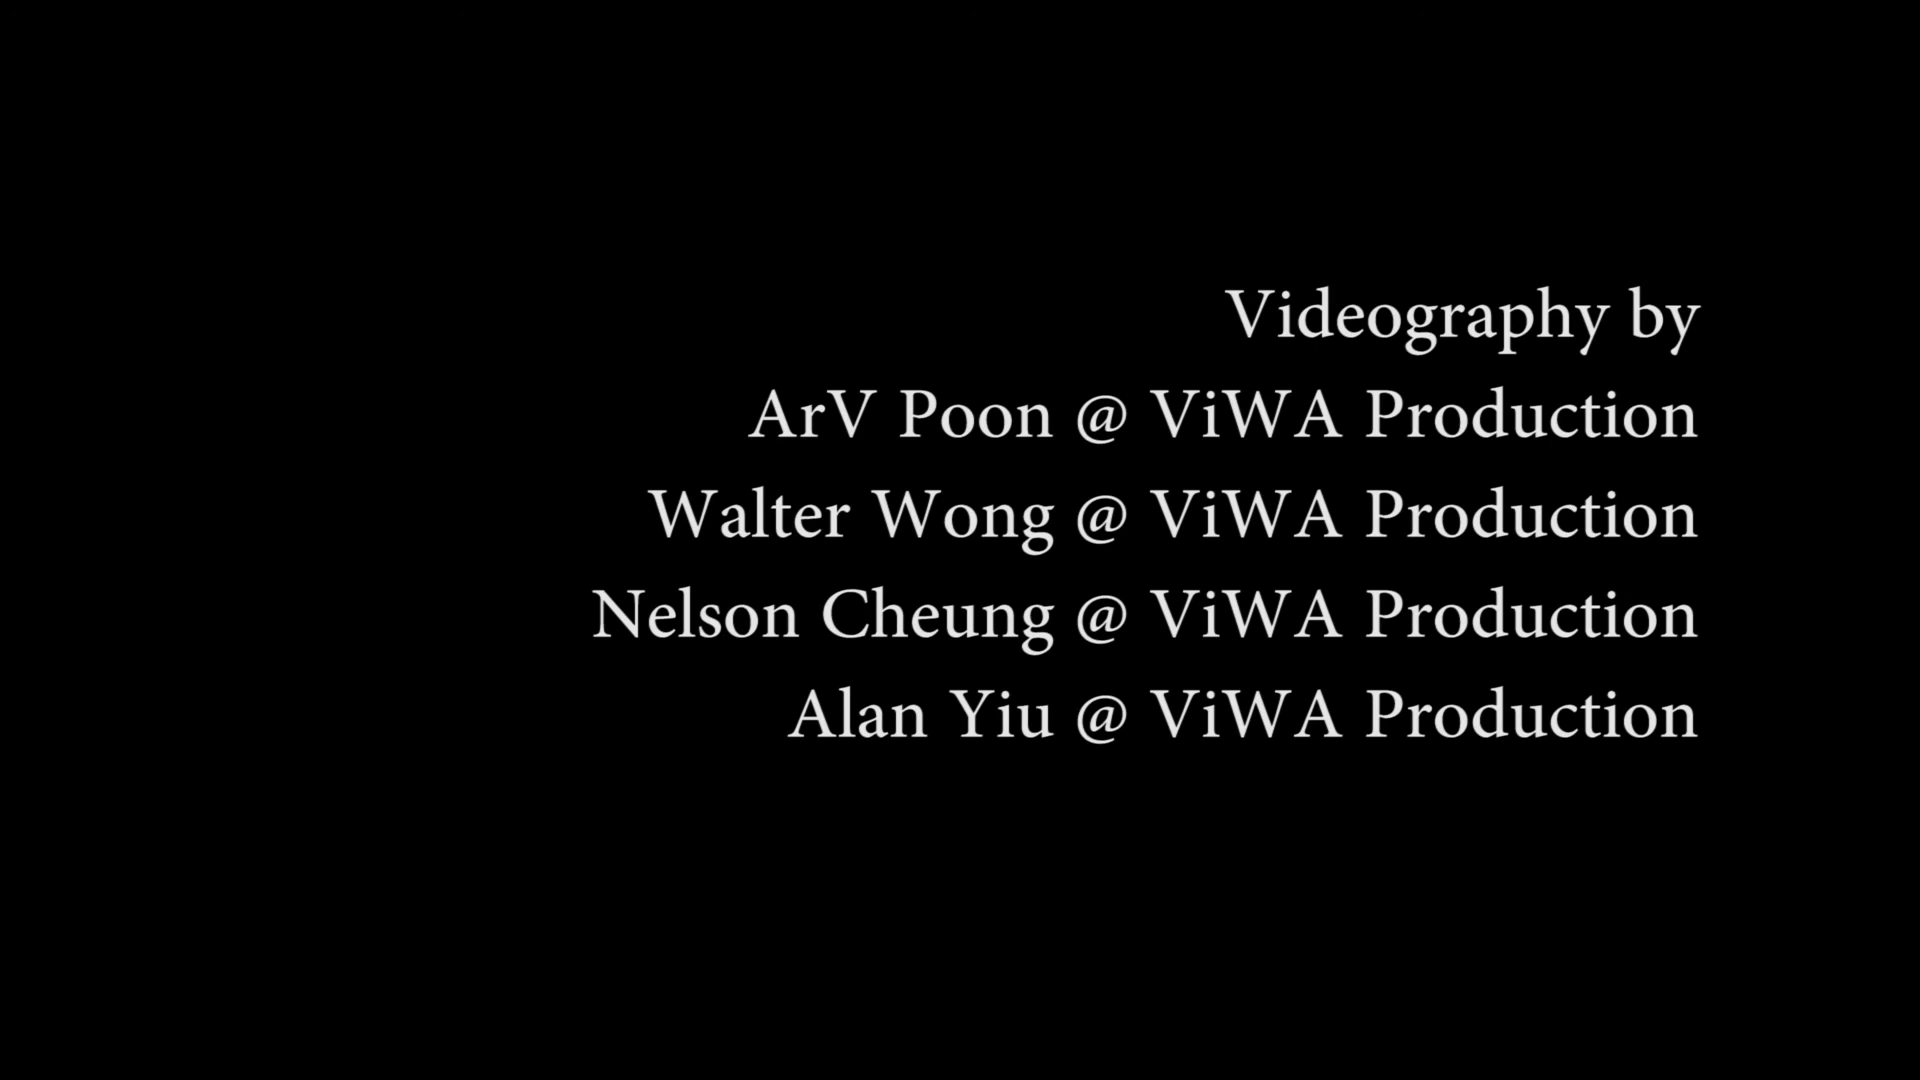 Videography by
ArV Poon @ ViWA Production
Walter Wong @ ViWA Production
Nelson Cheung @ ViWA Production
Alan Yiu @ ViWA Production